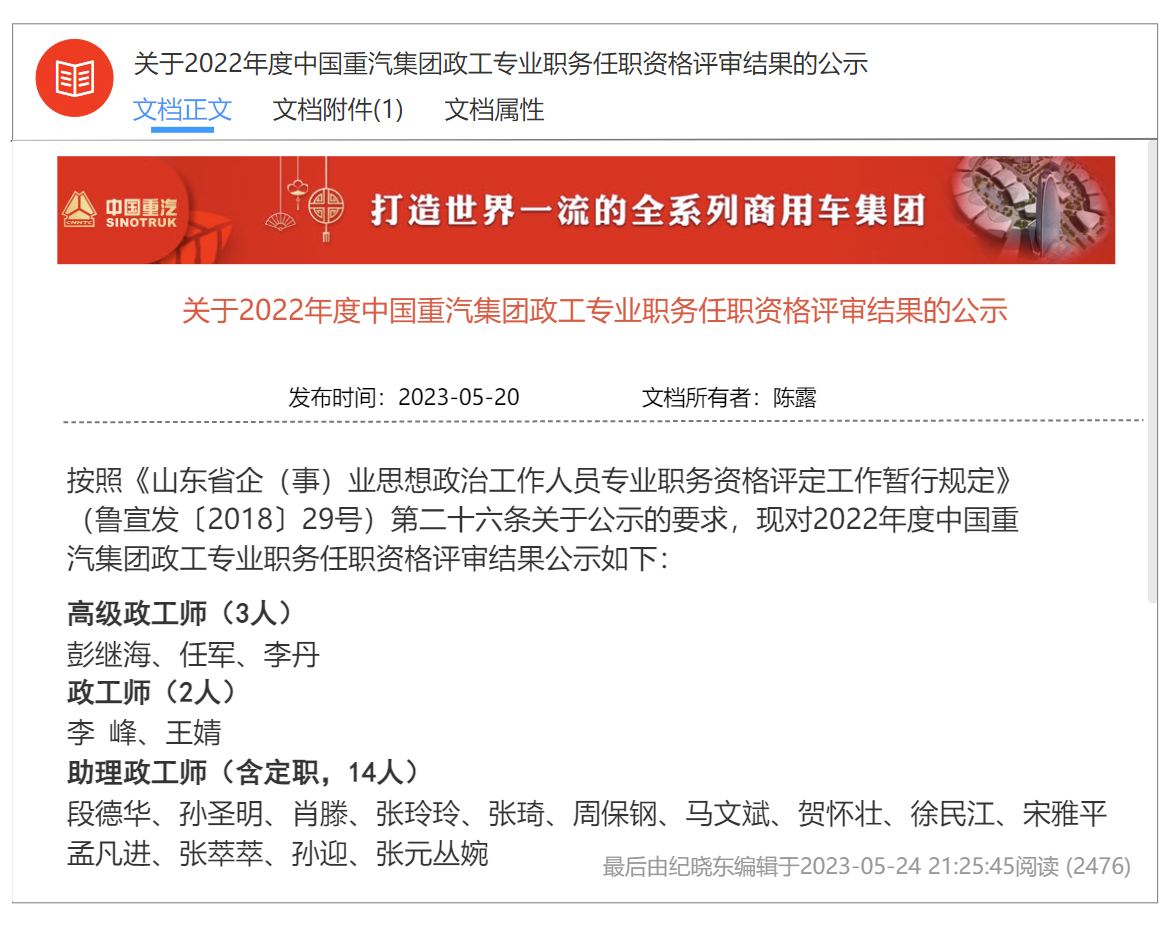 关于2022年度中国重汽集团政工专业职务任职资格评审结果的公示
文档正文 文档附件(1) 文档属性
中国重汽
SINOTRUK
CNHTC
打造世界一流的全系列商用车集团
关于2022年度中国重汽集团政工专业职务任职资格评审结果的公示
发布时间：2023-05-20 文档所有者：陈露
按照《山东省企（事）业思想政治工作人员专业职务资格评定工作暂行规定》
（鲁宣发〔2018〕29号）第二十六条关于公示的要求，现对2022年度中国重
汽集团政工专业职务任职资格评审结果公示如下：
高级政工师（3人）
彭继海、任军、李丹
政工师（2人）
李 峰、王婧
助理政工师（含定职，14人）
段德华、孙圣明、肖滕、张玲玲、张琦、周保钢、马文斌、贺怀壮、徐民江、宋雅平
孟凡进、张萃萃、孙迎、张元丛婉
最后由纪晓东编辑于2023-05-24 21:25:45阅读 (2476)